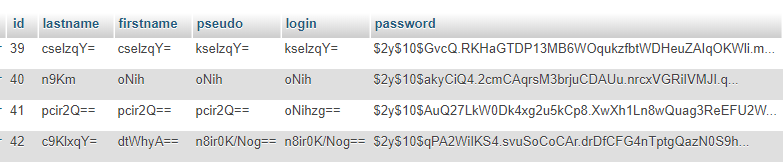 id lastname firstname pseudo login password
39 cselzqY= cselzqY= kselzqY= kselzqY= $2y$10$GvcQ.RKHaGTDP13MB6WOqukzfbtWDHeuZAIqOKWli.m...
40 n9Km oNih oNih oNih $2y$10$akyCiQ4.2cmCAqrsM3brjuCDAUu.nrcxVGRilVMJI.q...
41 pcir2Q== pcir2Q== pcir2Q== oNihzg== $2y$10$AuQ27LkW0Dk4xg2u5kCp8.XwXh1Ln8wQuag3ReEFU2W...
42 c9KlxqY= dtWhyA== n8ir0K/Nog== n8ir0K/Nog== $2y$10$qPA2WilKS4.svuSoCoCAr.drDfCFG4nTptgQazN0S9h...